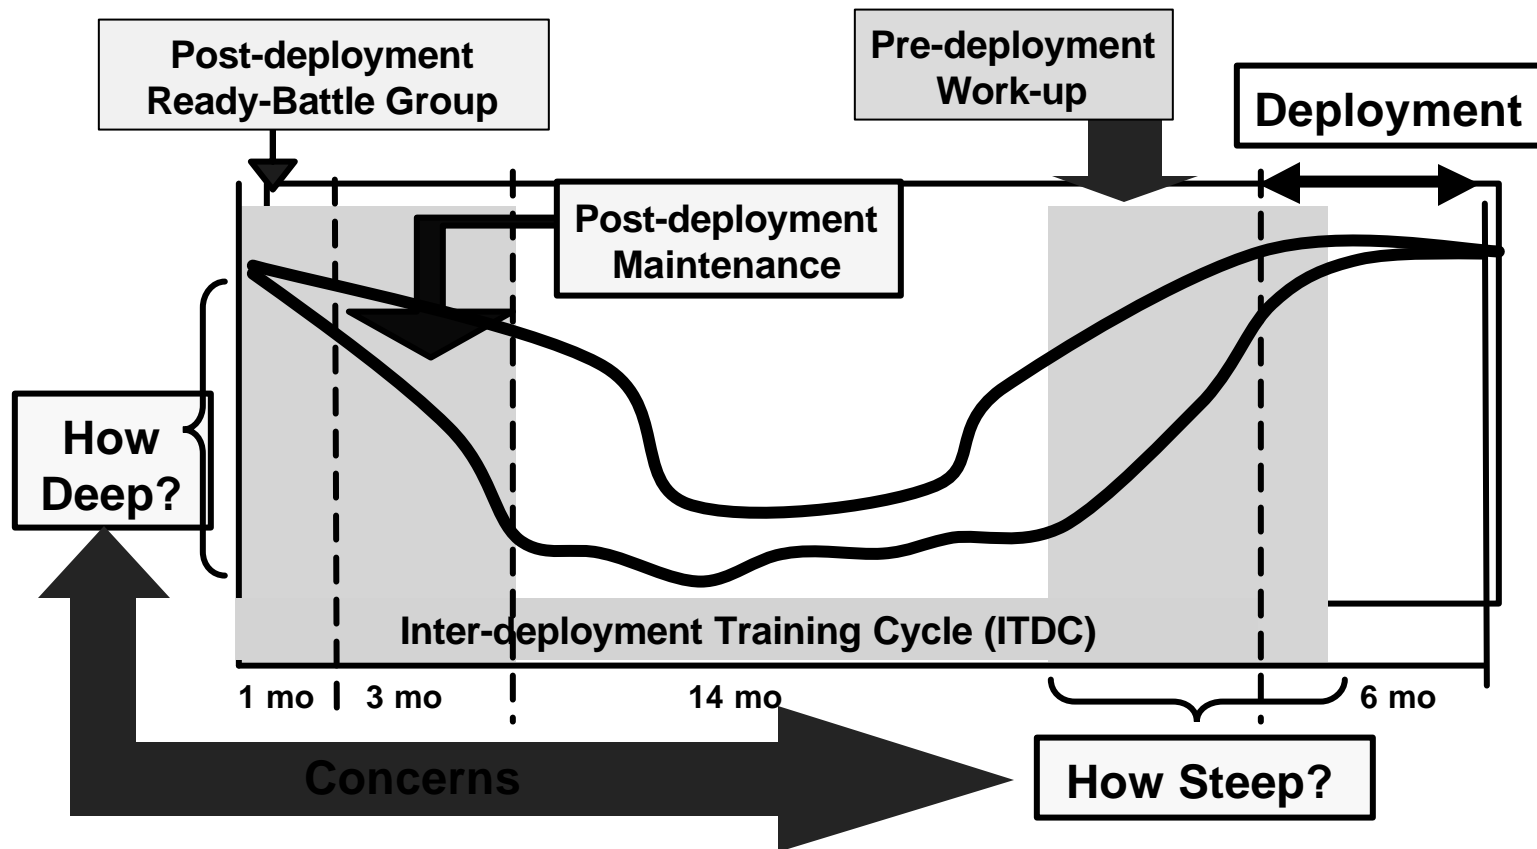 Post-deployment
Ready-Battle Group
Pre-deployment
Work-up
Deployment
Post-deployment
Maintenance
How
Deep?
Inter-deployment Training Cycle (ITDC)
1 mo
3 mo
14 mo
6 mo
Concerns
How Steep?